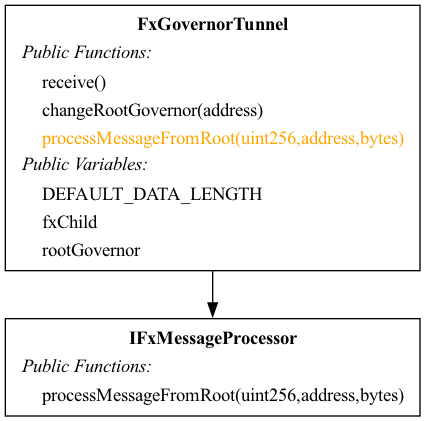 FxGovernorTunnel
Public Functions:
receive()
changeRootGovernor(address)
processMessageFromRoot(uint256,address,bytes)
Public Variables:
DEFAULT_DATA_LENGTH
fxChild
rootGovernor
IFxMessageProcessor
Public Functions:
processMessageFromRoot(uint256,address,bytes)